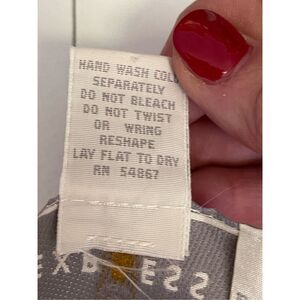 HAND WASH COLD
SEPARATELY
DO NOT BLEACH
DO NOT TWIST
OR WRING
RESHAPE
LAY FLAT TO DRY
RN 54867
EXPRESS